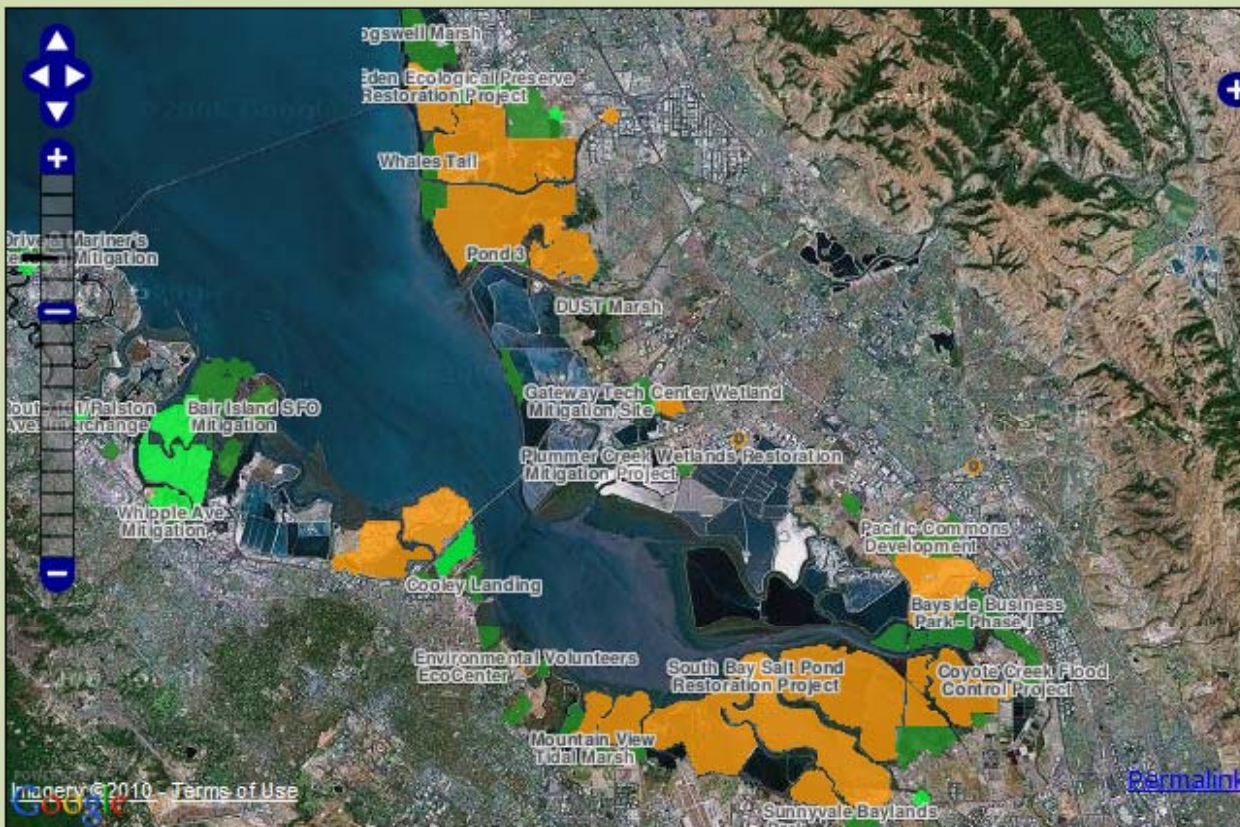 ogswell Marsh
Eden Ecological Preserve
Restoration Project
Whales Tail
Drive & Mariner's
Mitigation
Pond 3
DUST Marsh
Gateway Tech Center Wetland
Mitigation Site
Bair Island SFO
Mitigation
Plummer Creek Wetlands Restoration
Mitigation Project
Whipple Ave
Mitigation
Pacific Commons
Development
Cooley Landing
Bayside Business
Park - Phase I
Environmental Volunteers
EcoCenter
South Bay Salt Pond
Restoration Project
Coyote Creek Flood
Control Project
Mountain View
Tidal Marsh
Sunnyvale Baylands
Imagery ©2010 - Terms of Use
Google
Permalink